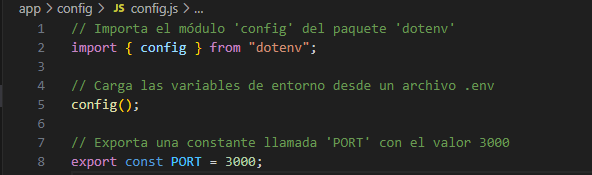 app > config > config.js > ...
1 // Importa el módulo 'config' del paquete 'dotenv'
2 import { config } from "dotenv";
3
4 // Carga las variables de entorno desde un archivo .env
5 config();
6
7 // Exporta una constante llamada 'PORT' con el valor 3000
8 export const PORT = 3000;